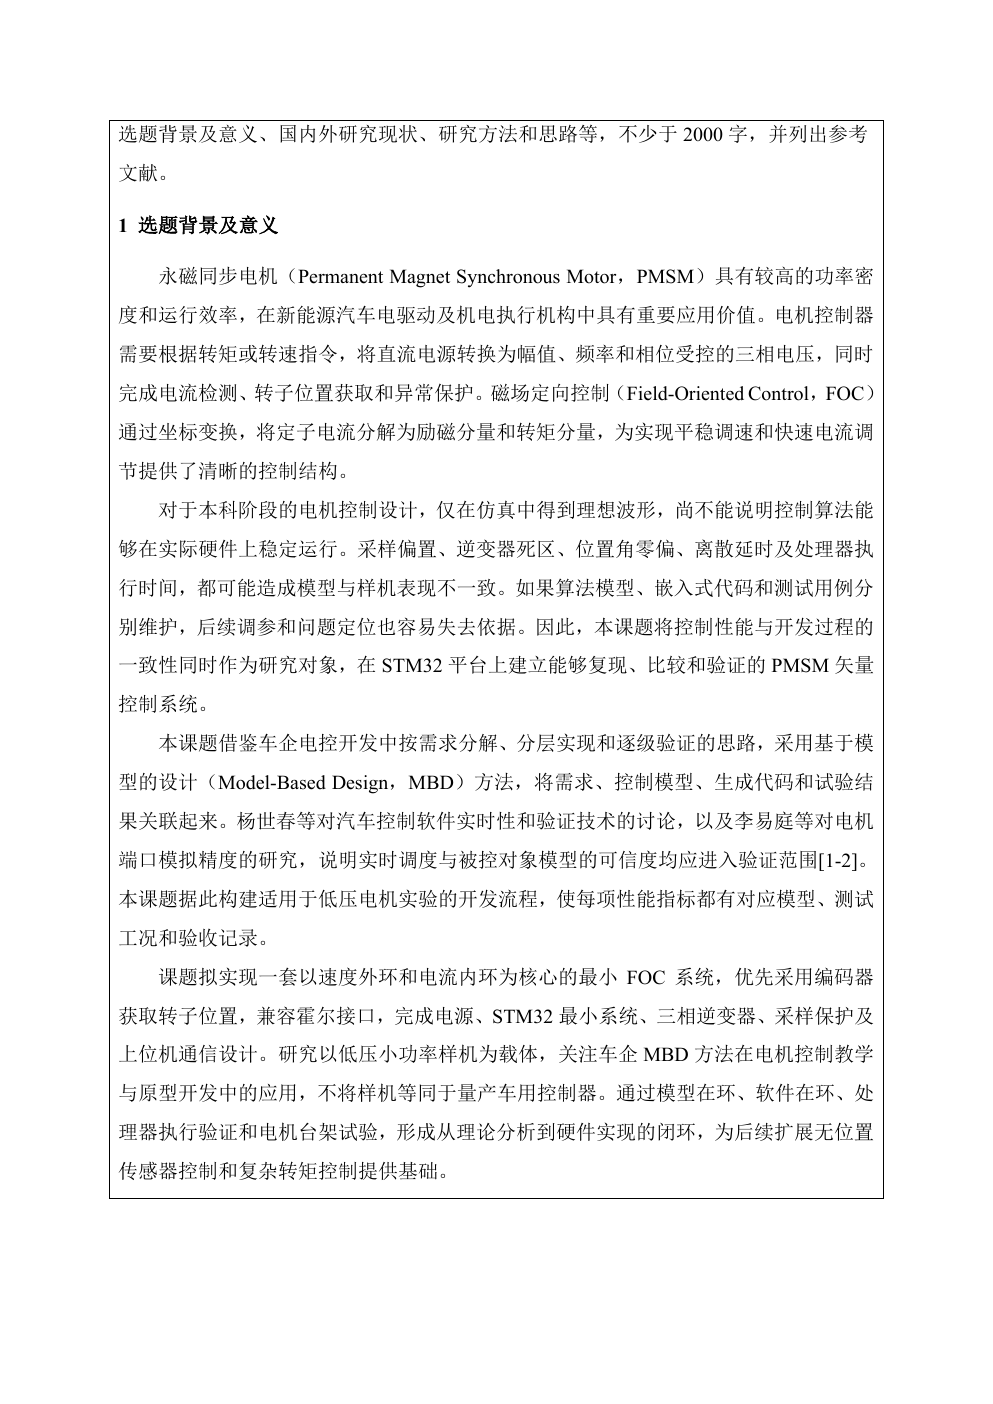 选题背景及意义、国内外研究现状、研究方法和思路等，不少于 2000 字，并列出参考
文献。
1 选题背景及意义
永磁同步电机（Permanent Magnet Synchronous Motor，PMSM）具有较高的功率密
度和运行效率，在新能源汽车电驱动及机电执行机构中具有重要应用价值。电机控制器
需要根据转矩或转速指令，将直流电源转换为幅值、频率和相位受控的三相电压，同时
完成电流检测、转子位置获取和异常保护。磁场定向控制（Field-Oriented Control，FOC）
通过坐标变换，将定子电流分解为励磁分量和转矩分量，为实现平稳调速和快速电流调
节提供了清晰的控制结构。
对于本科阶段的电机控制设计，仅在仿真中得到理想波形，尚不能说明控制算法能
够在实际硬件上稳定运行。采样偏置、逆变器死区、位置角零偏、离散延时及处理器执
行时间，都可能造成模型与样机表现不一致。如果算法模型、嵌入式代码和测试用例分
别维护，后续调参和问题定位也容易失去依据。因此，本课题将控制性能与开发过程的
一致性同时作为研究对象，在 STM32 平台上建立能够复现、比较和验证的 PMSM 矢量
控制系统。
本课题借鉴车企电控开发中按需求分解、分层实现和逐级验证的思路，采用基于模
型的设计（Model-Based Design，MBD）方法，将需求、控制模型、生成代码和试验结
果关联起来。杨世春等对汽车控制软件实时性和验证技术的讨论，以及李易庭等对电机
端口模拟精度的研究，说明实时调度与被控对象模型的可信度均应进入验证范围[1-2]。
本课题据此构建适用于低压电机实验的开发流程，使每项性能指标都有对应模型、测试
工况和验收记录。
课题拟实现一套以速度外环和电流内环为核心的最小 FOC 系统，优先采用编码器
获取转子位置，兼容霍尔接口，完成电源、STM32 最小系统、三相逆变器、采样保护及
上位机通信设计。研究以低压小功率样机为载体，关注车企 MBD 方法在电机控制教学
与原型开发中的应用，不将样机等同于量产车用控制器。通过模型在环、软件在环、处
理器执行验证和电机台架试验，形成从理论分析到硬件实现的闭环，为后续扩展无位置
传感器控制和复杂转矩控制提供基础。